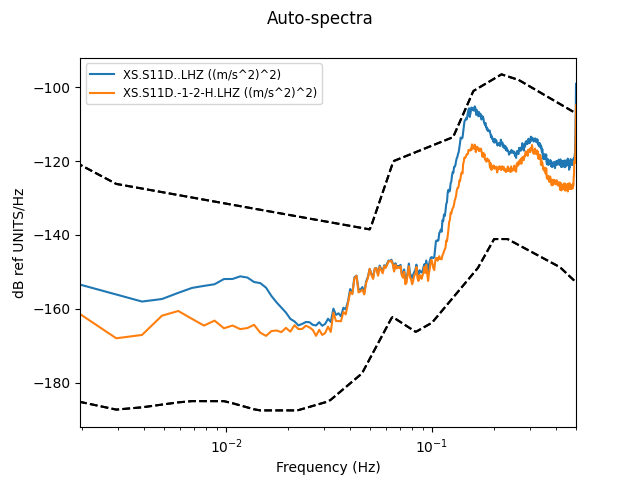 Auto-spectra
XS.S11D..LHZ ((m/s^2)^2)
XS.S11D.-1-2-H.LHZ ((m/s^2)^2)
dB ref UNITS/Hz
−100
−120
−140
−160
−180
10⁻² 10⁻¹
Frequency (Hz)